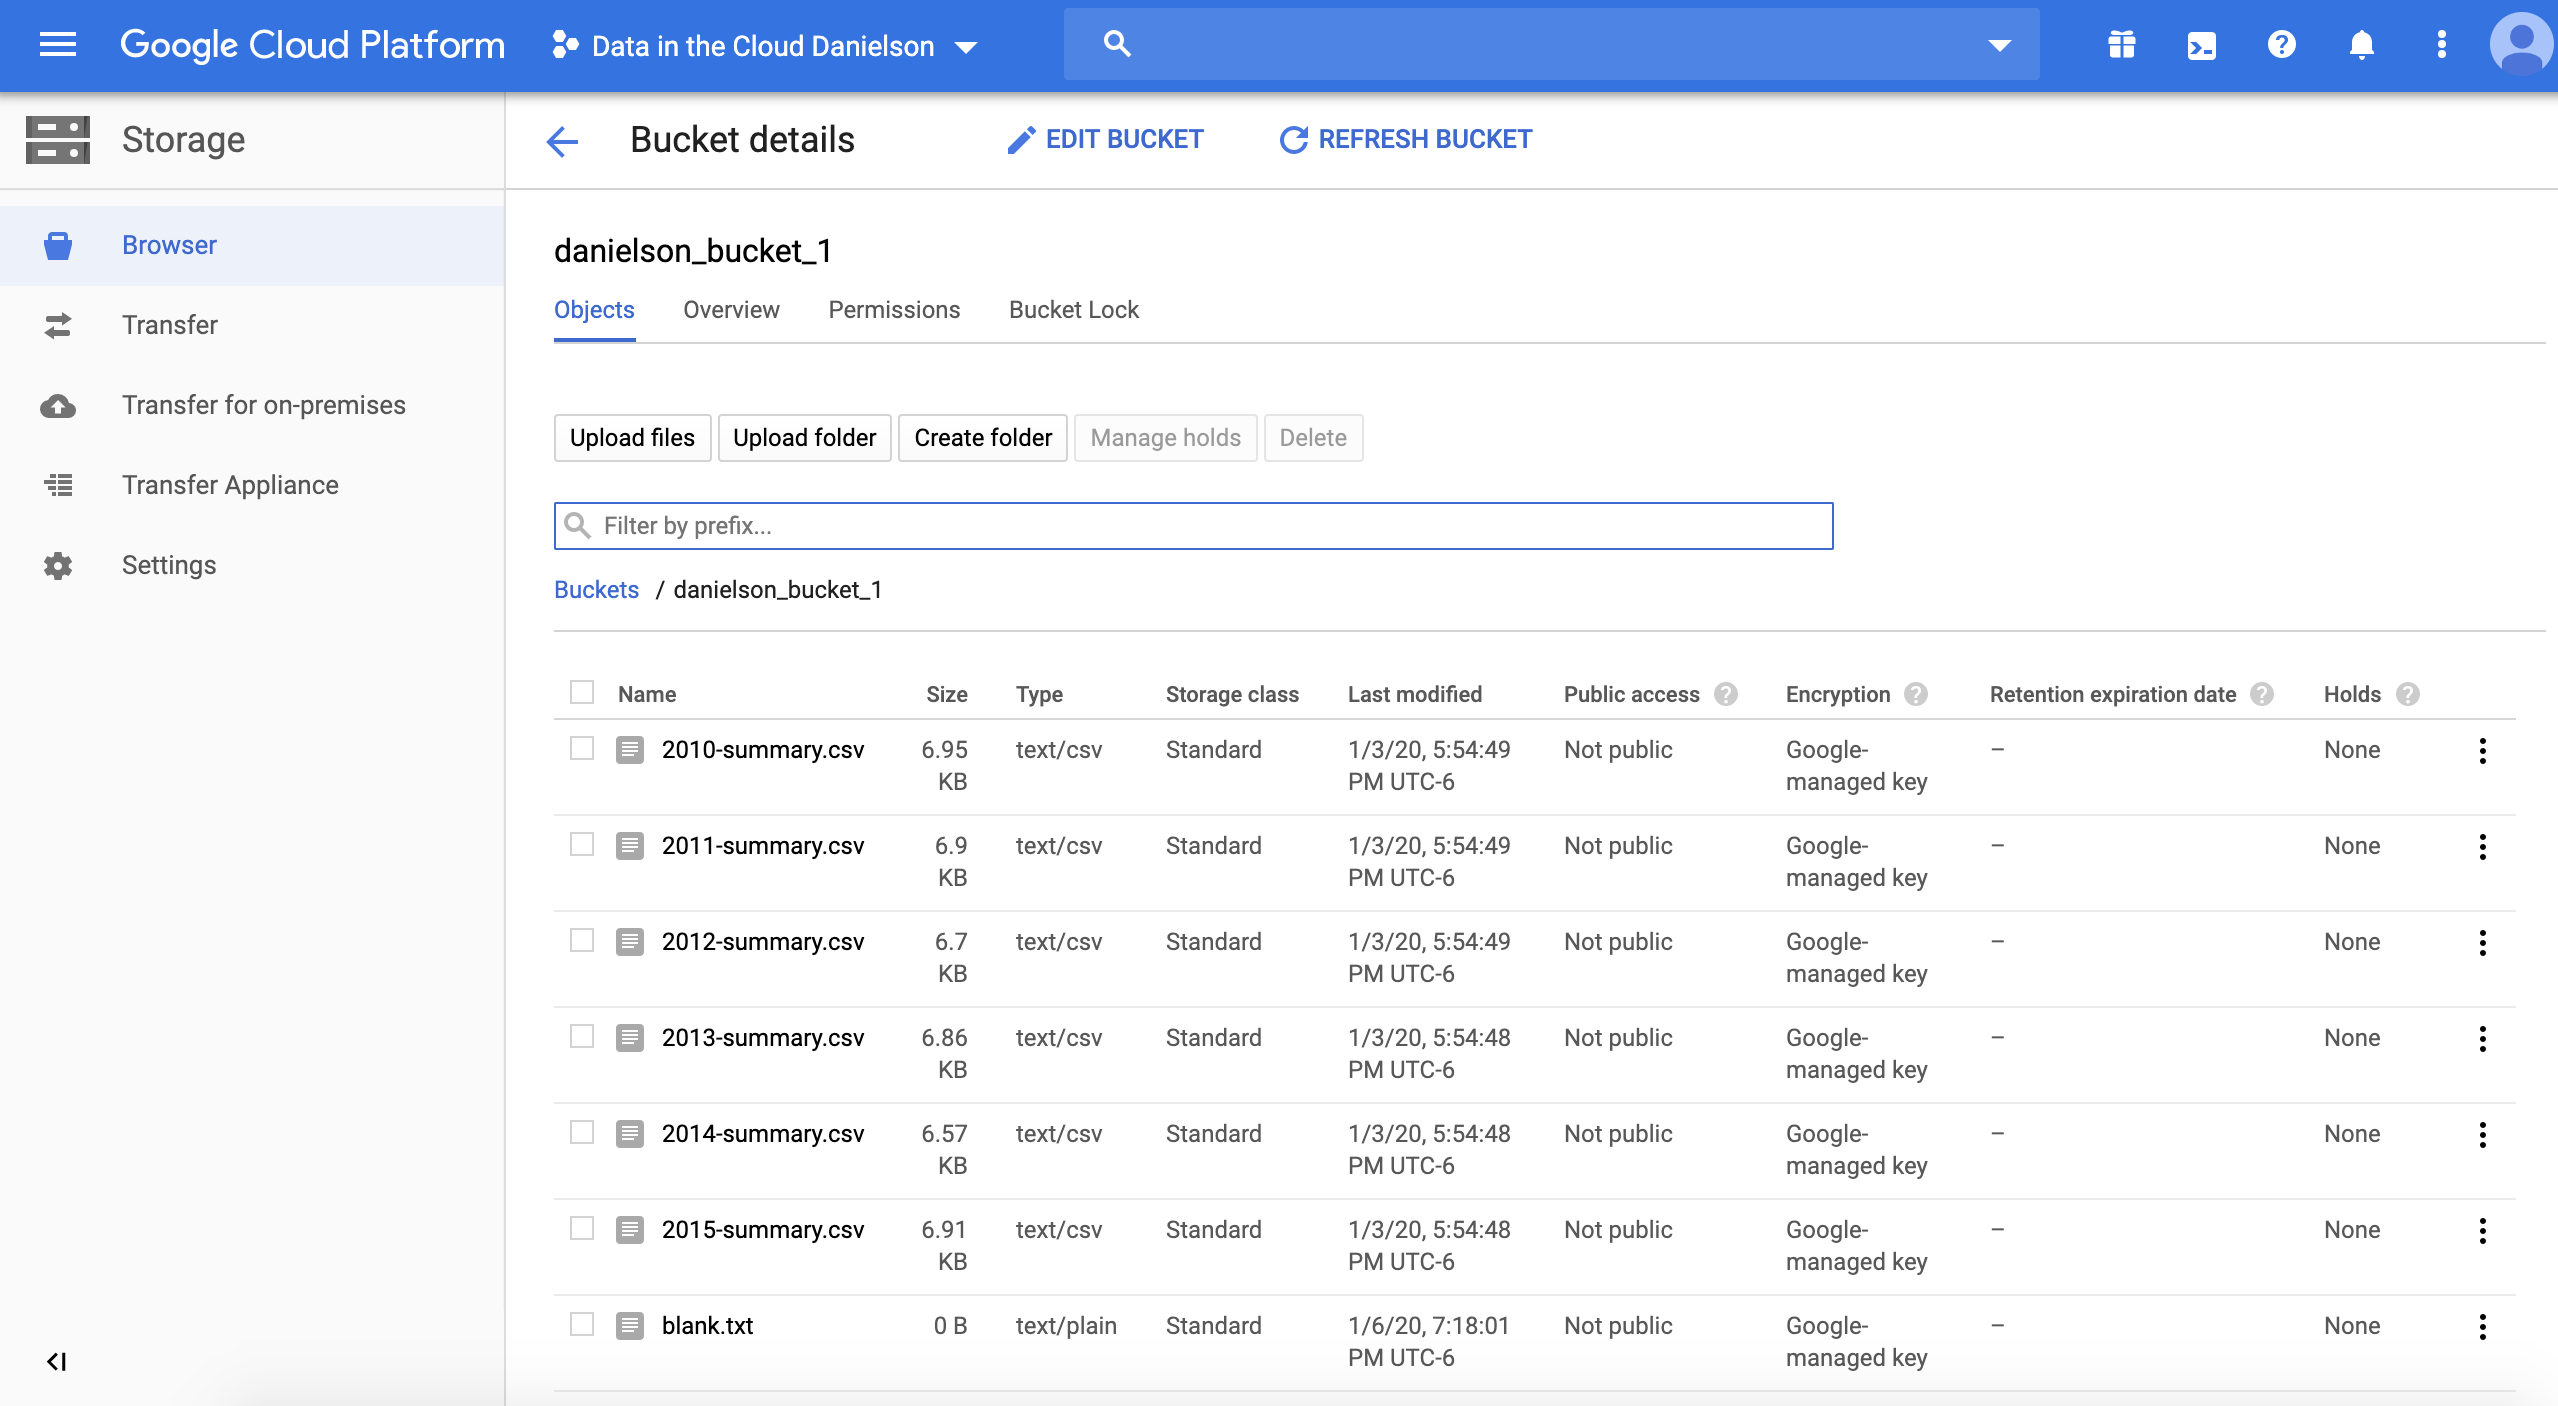 Google Cloud Platform
Data in the Cloud Danielson
Storage
Bucket details
EDIT BUCKET
REFRESH BUCKET
Browser
Transfer
Transfer for on-premises
Transfer Appliance
Settings
danielson_bucket_1
Objects Overview Permissions Bucket Lock
Upload files Upload folder Create folder Manage holds Delete
Filter by prefix...
Buckets / danielson_bucket_1
Name Size Type Storage class Last modified Public access ? Encryption ? Retention expiration date ? Holds ?
2010-summary.csv 6.95 text/csv Standard 1/3/20, 5:54:49 Not public Google- – None
KB PM UTC-6 managed key
2011-summary.csv 6.9 text/csv Standard 1/3/20, 5:54:49 Not public Google- – None
KB PM UTC-6 managed key
2012-summary.csv 6.7 text/csv Standard 1/3/20, 5:54:49 Not public Google- – None
KB PM UTC-6 managed key
2013-summary.csv 6.86 text/csv Standard 1/3/20, 5:54:48 Not public Google- – None
KB PM UTC-6 managed key
2014-summary.csv 6.57 text/csv Standard 1/3/20, 5:54:48 Not public Google- – None
KB PM UTC-6 managed key
2015-summary.csv 6.91 text/csv Standard 1/3/20, 5:54:48 Not public Google- – None
KB PM UTC-6 managed key
blank.txt 0 B text/plain Standard 1/6/20, 7:18:01 Not public Google- – None
PM UTC-6 managed key